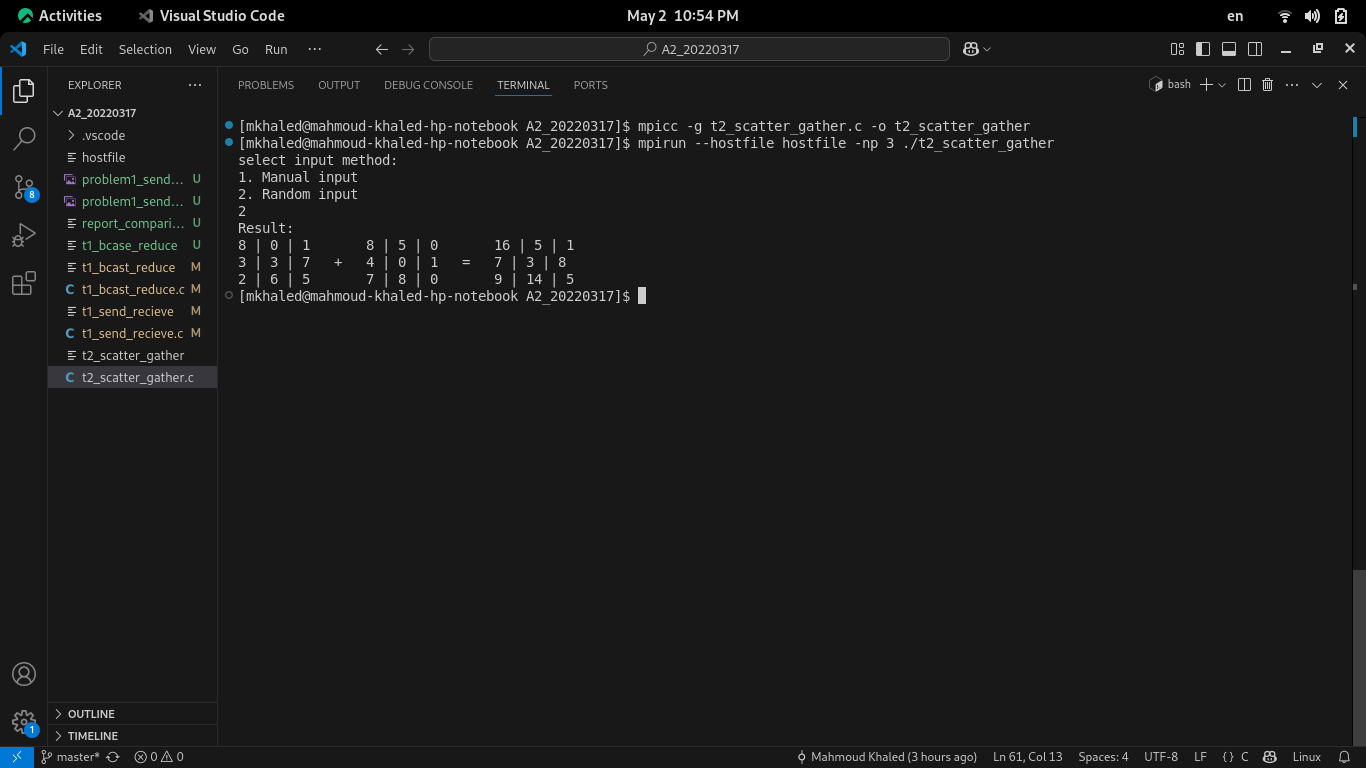 Activities Visual Studio Code May 2 10:54 PM en
File Edit Selection View Go Run ··· A2_20220317
EXPLORER ···
A2_20220317
.vscode
hostfile
problem1_send... U
problem1_send... U
report_compari... U
t1_bcase_reduce U
t1_bcast_reduce M
C t1_bcast_reduce.c M
t1_send_recieve M
C t1_send_recieve.c M
t2_scatter_gather
C t2_scatter_gather.c
OUTLINE
TIMELINE
8
1
PROBLEMS OUTPUT DEBUG CONSOLE TERMINAL PORTS bash ···
[mkhaled@mahmoud-khaled-hp-notebook A2_20220317]$ mpicc -g t2_scatter_gather.c -o t2_scatter_gather
[mkhaled@mahmoud-khaled-hp-notebook A2_20220317]$ mpirun --hostfile hostfile -np 3 ./t2_scatter_gather
select input method:
1. Manual input
2. Random input
2
Result:
8 | 0 | 1       8 | 5 | 0       16 | 5 | 1
3 | 3 | 7   +   4 | 0 | 1   =   7 | 3 | 8
2 | 6 | 5       7 | 8 | 0       9 | 14 | 5
[mkhaled@mahmoud-khaled-hp-notebook A2_20220317]$
master* 0 0 Mahmoud Khaled (3 hours ago) Ln 61, Col 13 Spaces: 4 UTF-8 LF { } C Linux